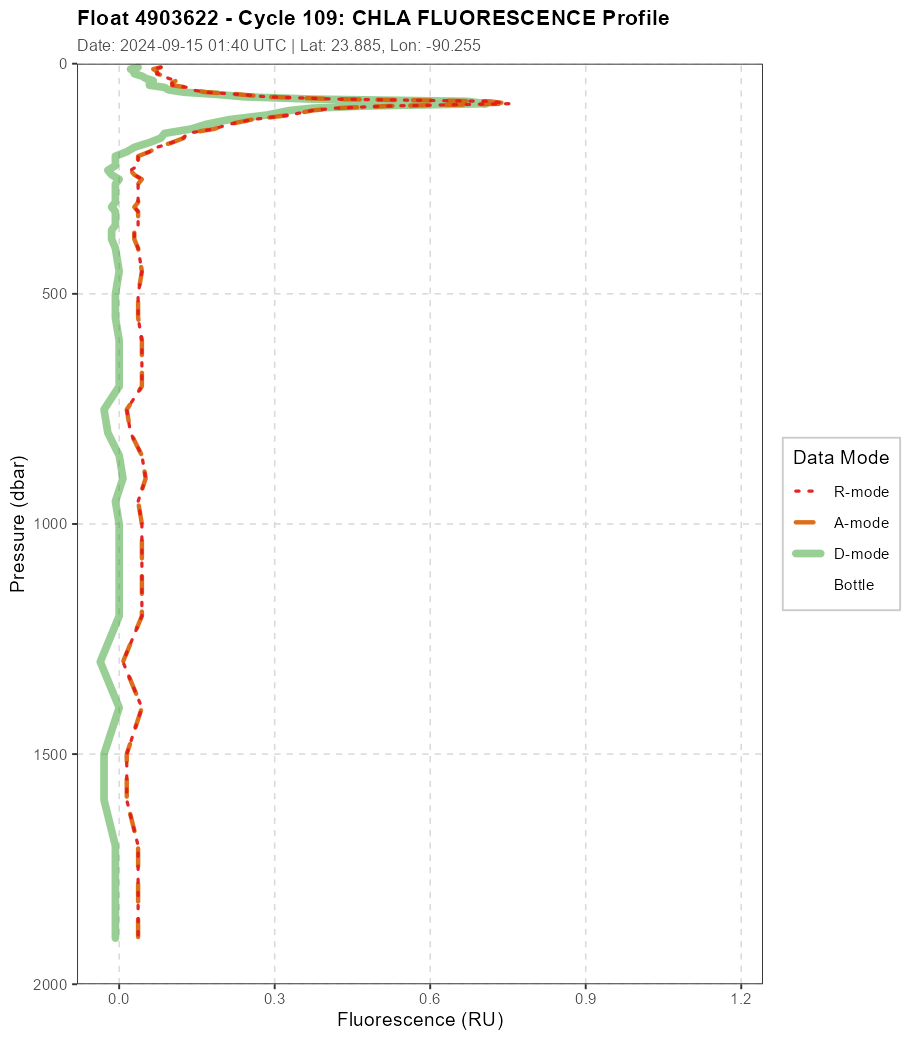 Float 4903622 - Cycle 109: CHLA FLUORESCENCE Profile
Date: 2024-09-15 01:40 UTC | Lat: 23.885, Lon: -90.255
0
500
1000
1500
2000
Pressure (dbar)
0.0 0.3 0.6 0.9 1.2
Fluorescence (RU)
Data Mode
R-mode
A-mode
D-mode
Bottle